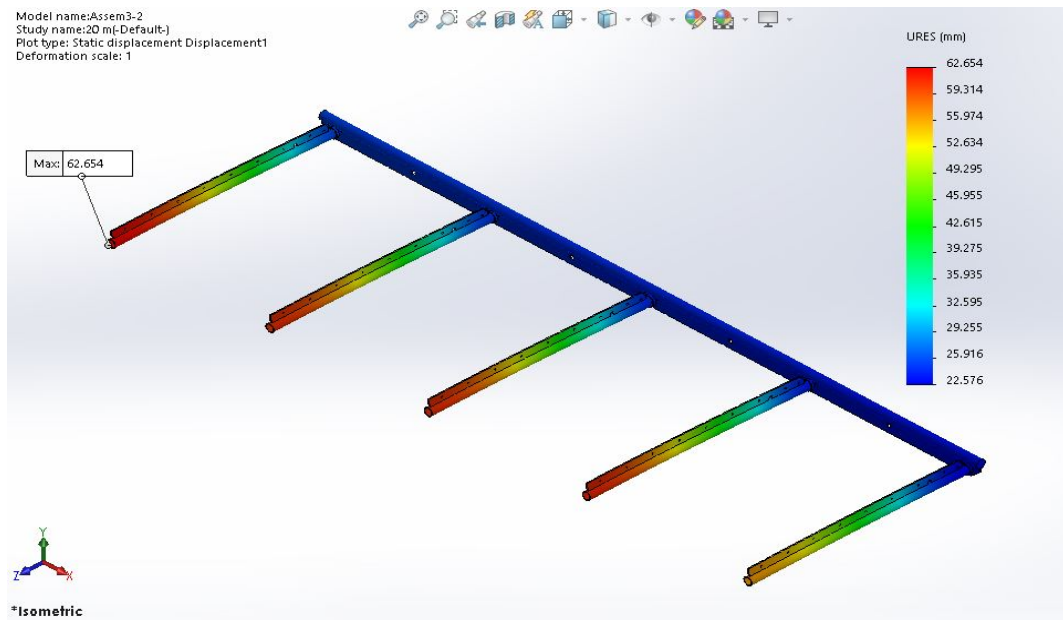 Model name:Assem3-2
Study name:20 m(-Default-)
Plot type: Static displacement Displacement1
Deformation scale: 1
URES (mm)
62.654
59.314
55.974
52.634
49.295
45.955
42.615
39.275
35.935
32.595
29.255
25.916
22.576
Max: 62.654
Y
Z
X
*Isometric